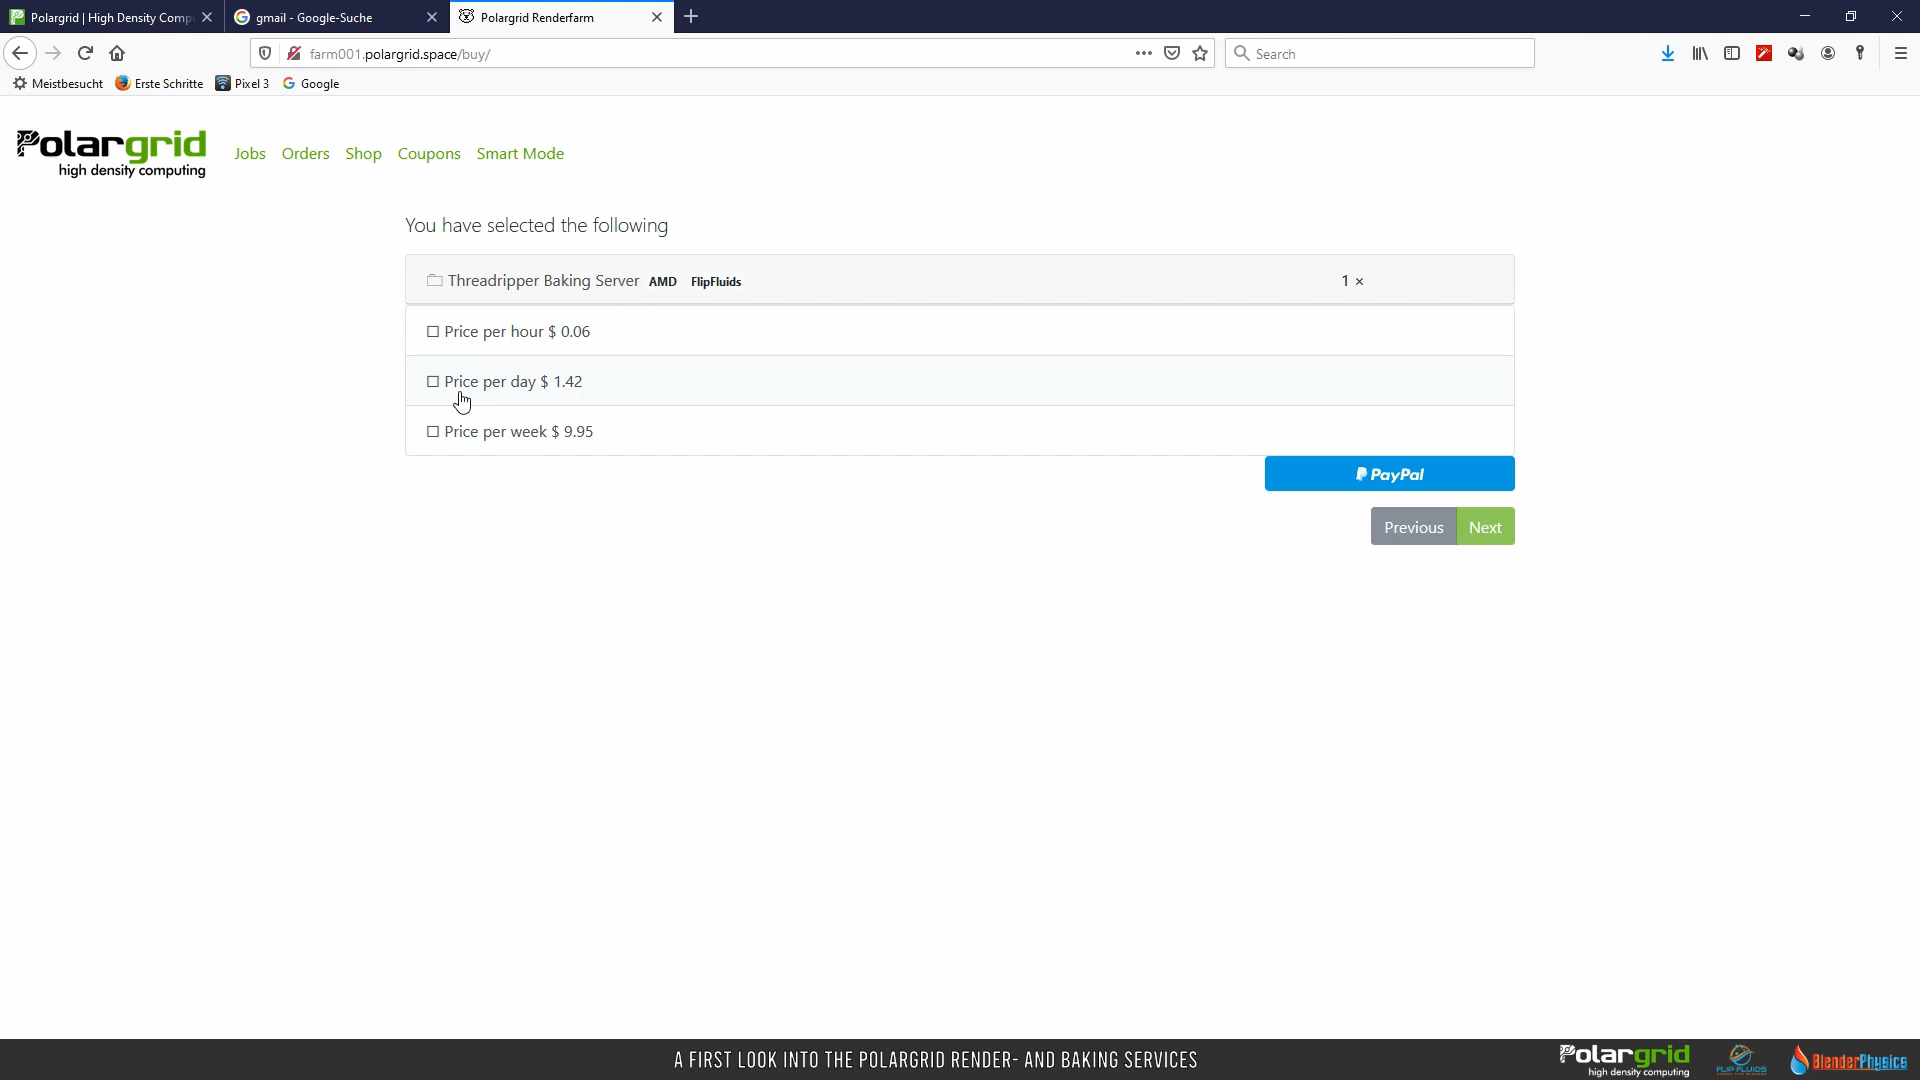 Polargrid | High Density Comp
gmail - Google-Suche
Polargrid Renderfarm
farm001.polargrid.space/buy/
Search
Meistbesucht
Erste Schritte
Pixel 3
Google
Polargrid
high density computing
Jobs
Orders
Shop
Coupons
Smart Mode
You have selected the following
Threadripper Baking Server AMD FlipFluids 1 ×
Price per hour $ 0.06
Price per day $ 1.42
Price per week $ 9.95
PayPal
Previous
Next
A FIRST LOOK INTO THE POLARGRID RENDER- AND BAKING SERVICES
Polargrid
high density computing
FLIP FLUIDS
BlenderPhysics